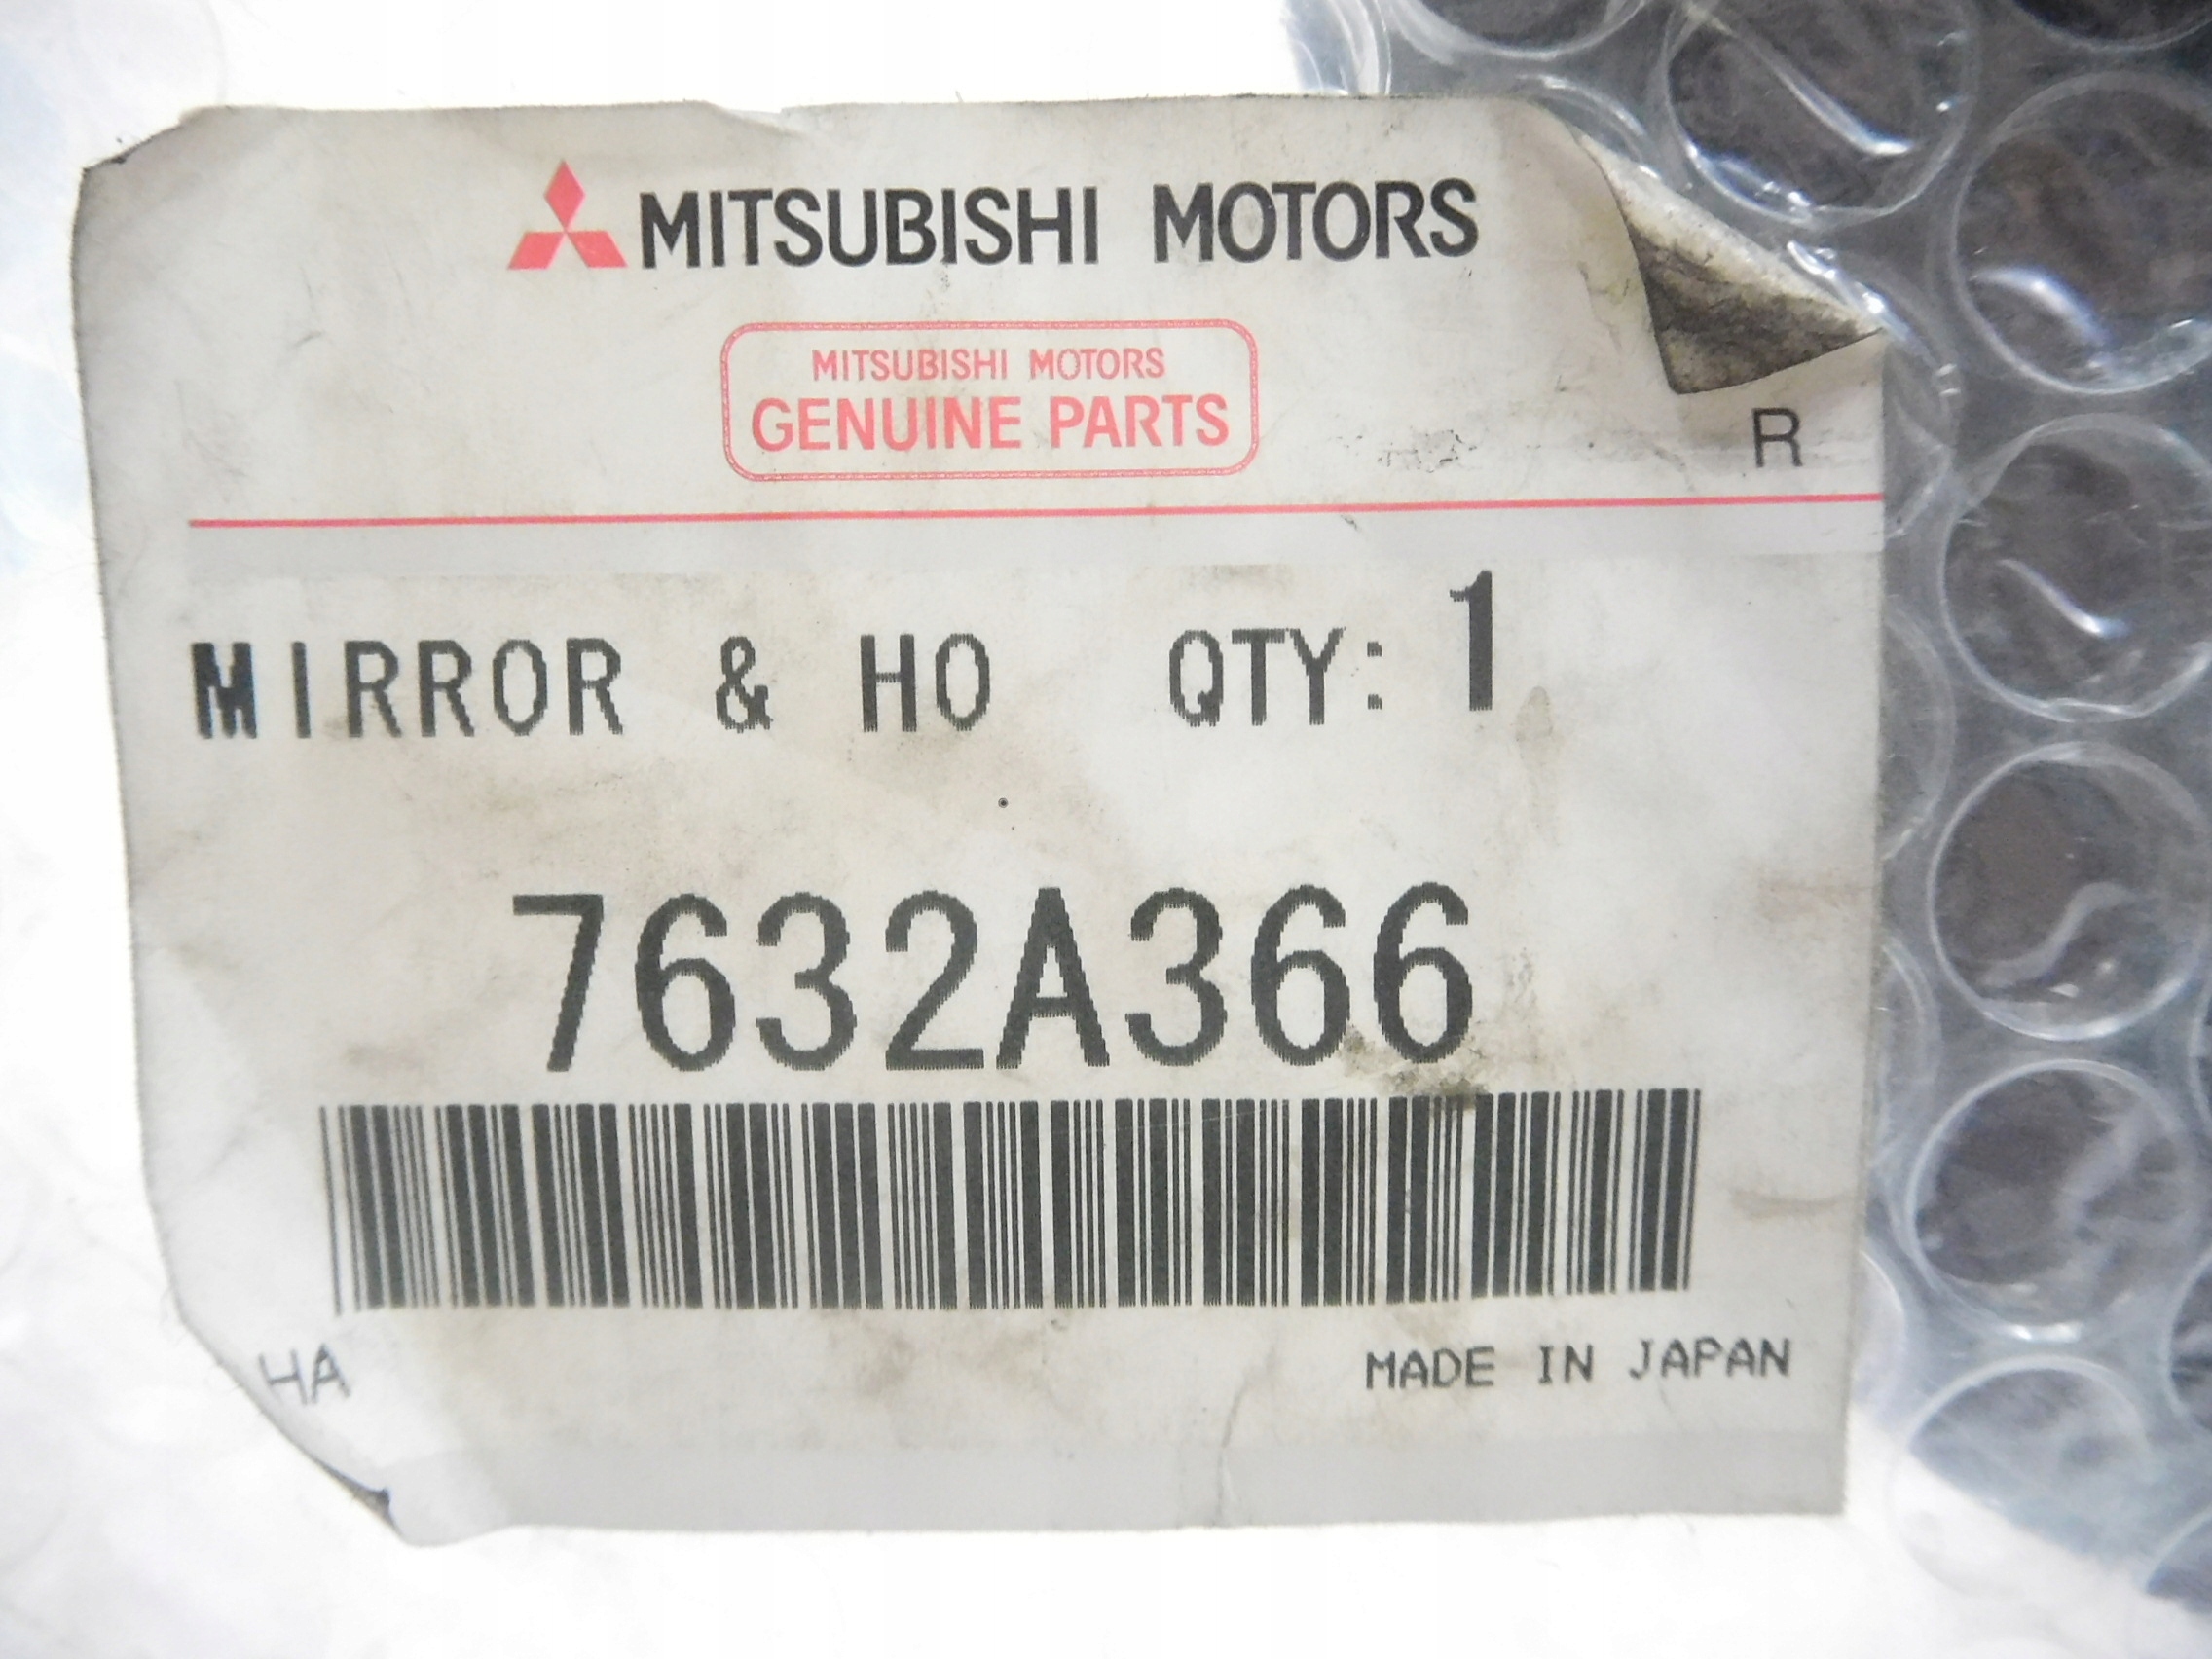 MITSUBISHI MOTORS
MITSUBISHI MOTORS
GENUINE PARTS
R
MIRROR & HO QTY: 1
7632A366
HA
MADE IN JAPAN